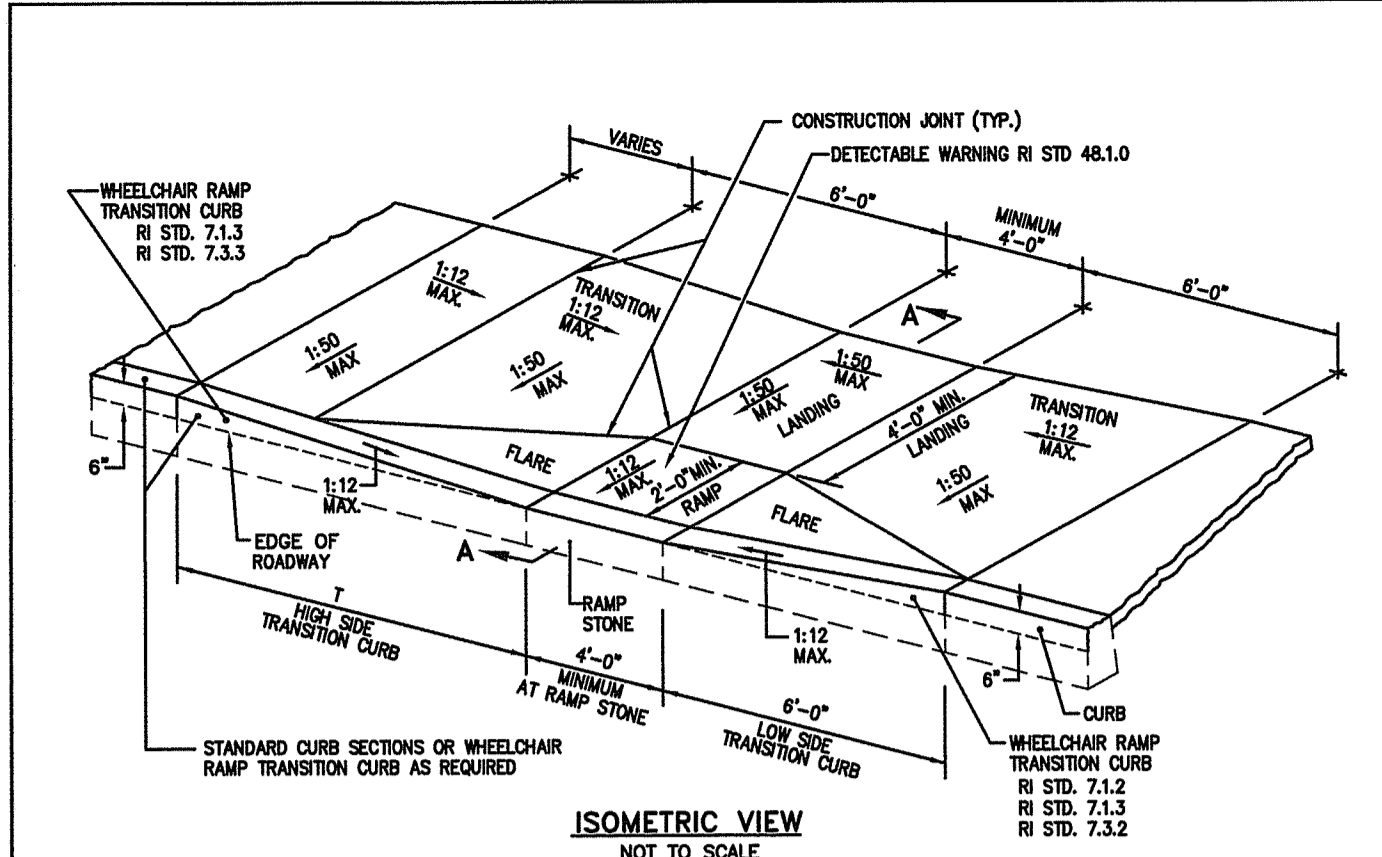 CONSTRUCTION JOINT (TYP.)
VARIES
DETECTABLE WARNING RI STD 48.1.0
WHEELCHAIR RAMP
TRANSITION CURB
RI STD. 7.1.3
RI STD. 7.3.3
6'-0"
MINIMUM
4'-0"
6'-0"
1:12
MAX.
TRANSITION
1:12
MAX.
A
1:50
MAX
1:50
MAX
1:50
MAX
1:50
MAX
LANDING
4'-0" MIN.
LANDING
TRANSITION
1:12
MAX.
1:50
MAX
6"
FLARE
1:12
MAX.
2'-0" MIN.
RAMP
FLARE
1:12
MAX.
EDGE OF
ROADWAY
A
RAMP
STONE
1:12
MAX.
6"
T
HIGH SIDE
TRANSITION CURB
4'-0"
MINIMUM
AT RAMP STONE
6'-0"
LOW SIDE
TRANSITION CURB
CURB
STANDARD CURB SECTIONS OR WHEELCHAIR
RAMP TRANSITION CURB AS REQUIRED
WHEELCHAIR RAMP
TRANSITION CURB
RI STD. 7.1.2
RI STD. 7.1.3
RI STD. 7.3.2
ISOMETRIC VIEW
NOT TO SCALE